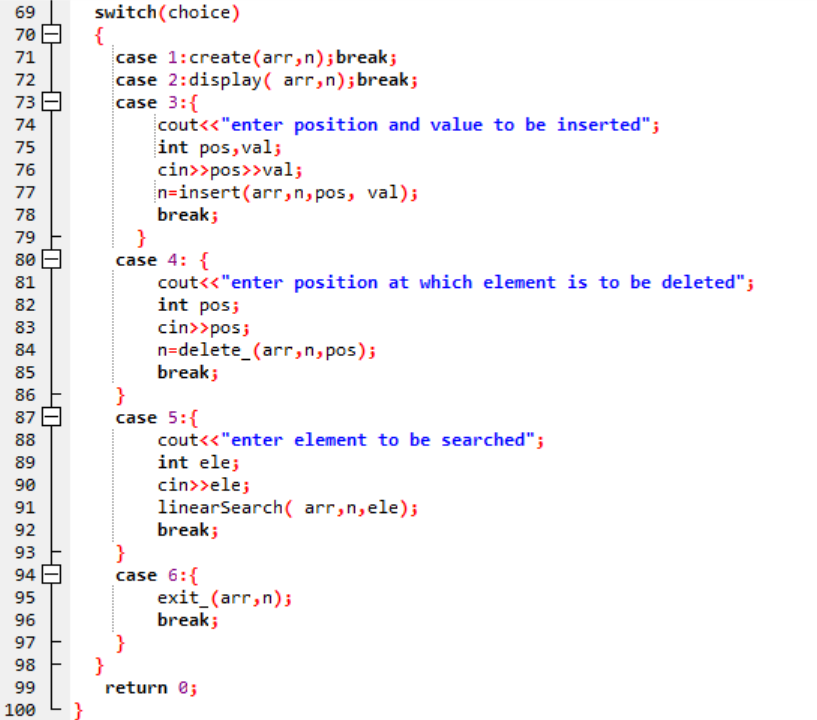 69 switch(choice)
70 {
71 case 1:create(arr,n);break;
72 case 2:display( arr,n);break;
73 case 3:{
74 cout<<"enter position and value to be inserted";
75 int pos,val;
76 cin>>pos>>val;
77 n=insert(arr,n,pos, val);
78 break;
79 }
80 case 4: {
81 cout<<"enter position at which element is to be deleted";
82 int pos;
83 cin>>pos;
84 n=delete_(arr,n,pos);
85 break;
86 }
87 case 5:{
88 cout<<"enter element to be searched";
89 int ele;
90 cin>>ele;
91 linearSearch( arr,n,ele);
92 break;
93 }
94 case 6:{
95 exit_(arr,n);
96 break;
97 }
98 }
99 return 0;
100 }